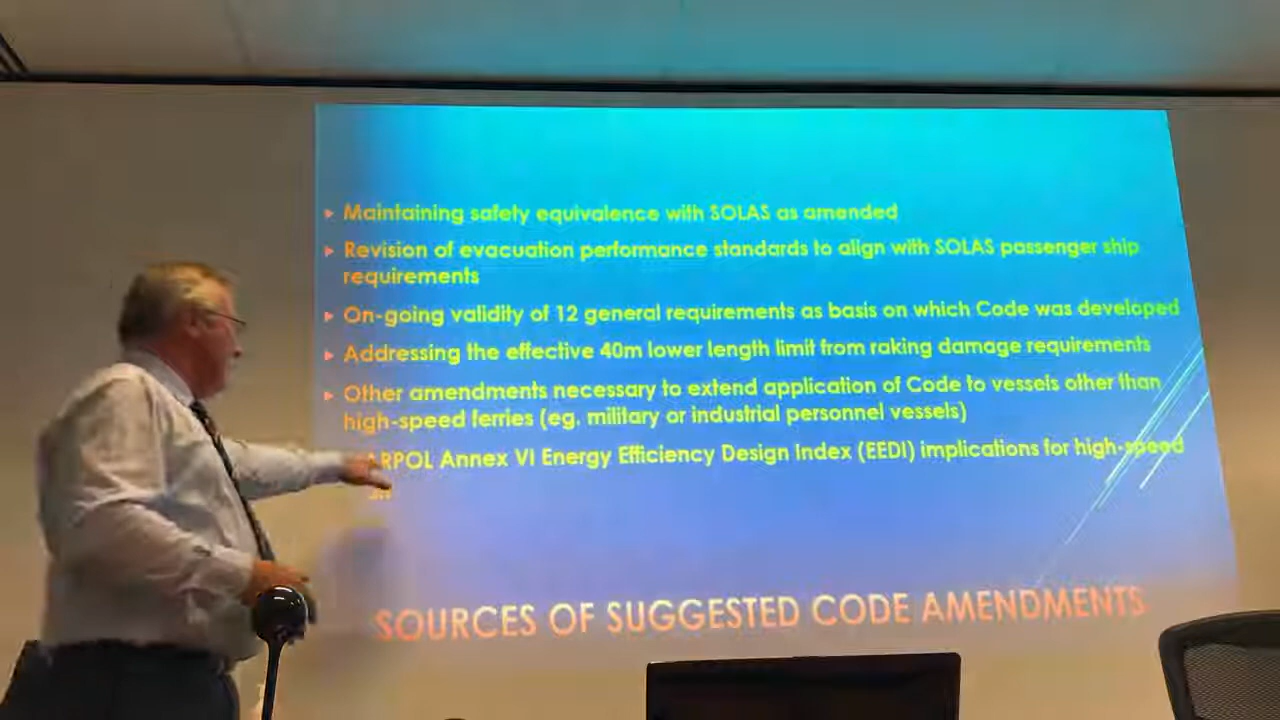 Maintaining safety equivalence with SOLAS as amended
Revision of evacuation performance standards to align with SOLAS passenger ship
requirements
On-going validity of 12 general requirements as basis on which Code was developed
Addressing the effective 40m lower length limit from raking damage requirements
Other amendments necessary to extend application of Code to vessels other than
high-speed ferries (eg. military or industrial personnel vessels)
ARPOL Annex VI Energy Efficiency Design Index (EEDI) implications for high-speed
SOURCES OF SUGGESTED CODE AMENDMENTS